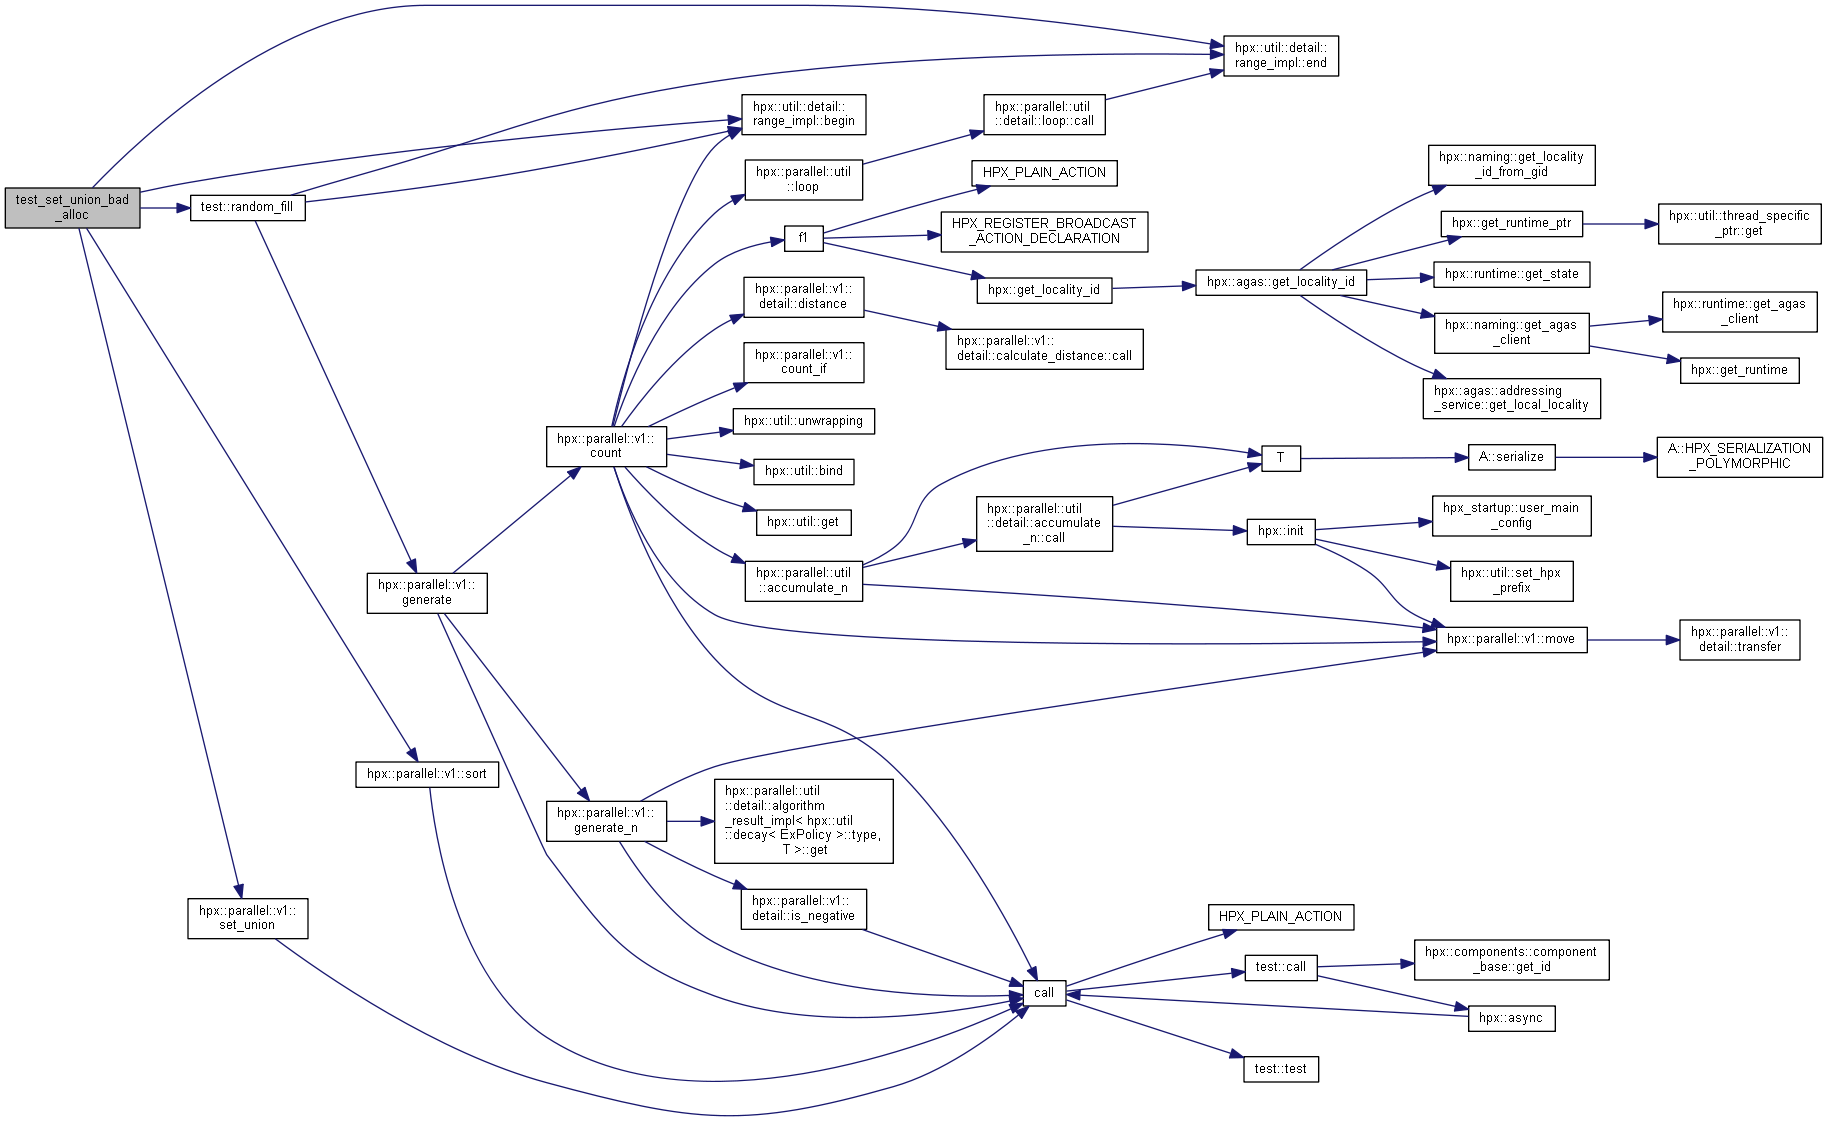 test_set_union_bad
_alloc
test::random_fill
hpx::parallel::v1::
generate
hpx::parallel::v1::sort
hpx::parallel::v1::
set_union
hpx::parallel::v1::
count
hpx::parallel::v1::
generate_n
hpx::util::detail::
range_impl::begin
hpx::parallel::util
::loop
f1
hpx::parallel::v1::
detail::distance
hpx::parallel::v1::
count_if
hpx::util::unwrapping
hpx::util::bind
hpx::util::get
hpx::parallel::util
::accumulate_n
hpx::parallel::util
::detail::algorithm
_result_impl< hpx::util
::decay< ExPolicy >::type,
T >::get
hpx::parallel::v1::
detail::is_negative
hpx::parallel::util
::detail::loop::call
HPX_PLAIN_ACTION
HPX_REGISTER_BROADCAST
_ACTION_DECLARATION
hpx::get_locality_id
hpx::parallel::v1::
detail::calculate_distance::call
hpx::parallel::util
::detail::accumulate
_n::call
call
hpx::util::detail::
range_impl::end
hpx::agas::get_locality_id
T
hpx::init
HPX_PLAIN_ACTION
test::call
test::test
hpx::naming::get_locality
_id_from_gid
hpx::get_runtime_ptr
hpx::runtime::get_state
hpx::naming::get_agas
_client
hpx::agas::addressing
_service::get_local_locality
A::serialize
hpx_startup::user_main
_config
hpx::util::set_hpx
_prefix
hpx::parallel::v1::move
hpx::components::component
_base::get_id
hpx::async
hpx::util::thread_specific
_ptr::get
hpx::runtime::get_agas
_client
hpx::get_runtime
A::HPX_SERIALIZATION
_POLYMORPHIC
hpx::parallel::v1::
detail::transfer